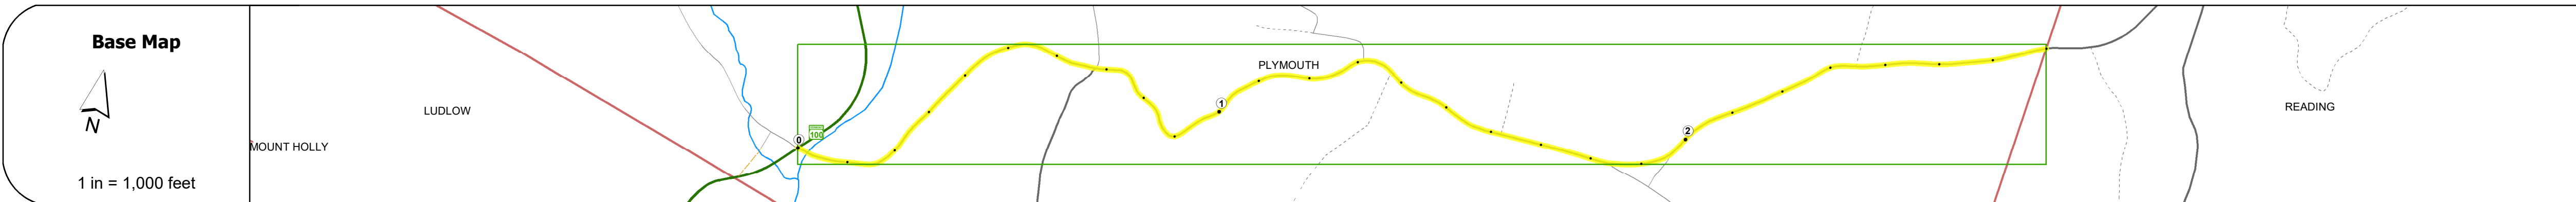 Base Map
N
1 in = 1,000 feet
MOUNT HOLLY
LUDLOW
0
100
1
PLYMOUTH
2
READING